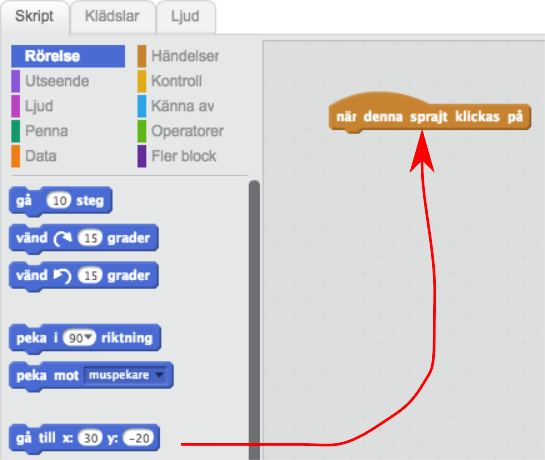 Skript Klädslar Ljud
Rörelse Händelser
Utseende Kontroll
Ljud Känna av
Penna Operatorer
Data Fler block
när denna sprajt klickas på
gå 10 steg
vänd 15 grader
vänd 15 grader
peka i 90 riktning
peka mot muspekare
gå till x: 30 y: -20